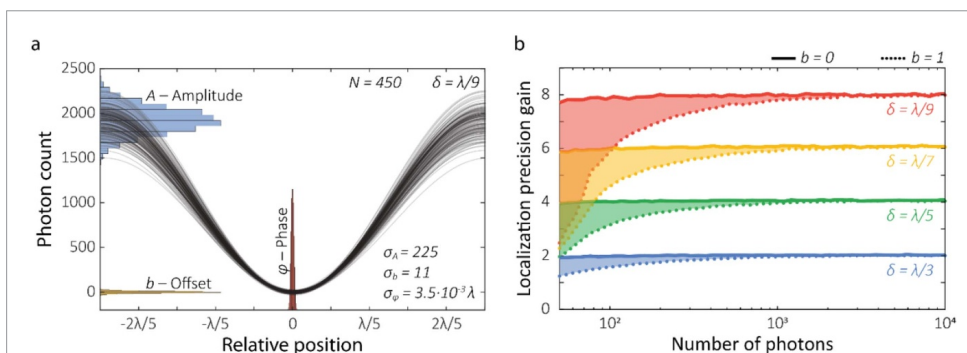 a
2500
2000
1500
1000
500
0
Photon count
A – Amplitude
N = 450
δ = λ/9
φ – Phase
b – Offset
σA = 225
σb = 11
σφ = 3.5·10⁻³ λ
-2λ/5
-λ/5
0
λ/5
2λ/5
Relative position
b
b = 0
b = 1
8
6
4
2
0
Localization precision gain
δ = λ/9
δ = λ/7
δ = λ/5
δ = λ/3
10²
10³
10⁴
Number of photons